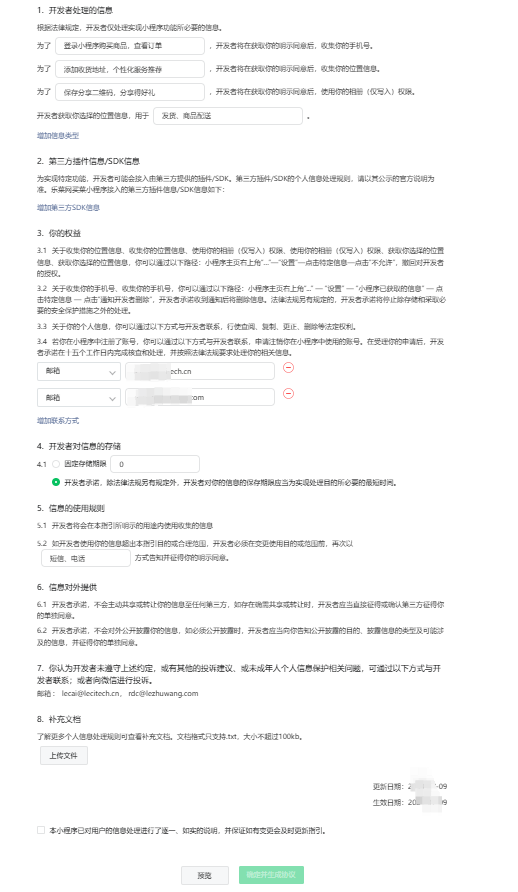 1. 开发者处理的信息
根据法律规定，开发者仅处理实现小程序功能所必要的信息。
为了 登录小程序购买商品，查看订单 ，开发者将在获取你的明示同意后，收集你的手机号。
为了 添加收货地址，个性化服务推荐 ，开发者将在获取你的明示同意后，收集你的位置信息。
为了 保存分享二维码，分享得好礼 ，开发者将在获取你的明示同意后，使用你的相册（仅写入）权限。
开发者获取你选择的位置信息，用于 发货、商品配送 。
增加信息类型
2. 第三方插件信息/SDK信息
为实现特定功能，开发者可能会接入由第三方提供的插件/SDK。第三方插件/SDK的个人信息处理规则，请以其公示的官方说明为
准。乐菜网买菜小程序接入的第三方插件信息/SDK信息如下：
增加第三方SDK信息
3. 你的权益
3.1 关于收集你的位置信息、收集你的位置信息、使用你的相册（仅写入）权限、使用你的相册（仅写入）权限、获取你选择的位置
信息、获取你选择的位置信息，你可以通过以下路径：小程序主页右上角"..."—"设置"—点击特定信息—点击"不允许"，撤回对开发者
的授权。
3.2 关于收集你的手机号、收集你的手机号，你可以通过以下路径：小程序主页右上角"..." — "设置" — "小程序已获取的信息" — 点
击特定信息 — 点击"通知开发者删除"，开发者承诺收到通知后将删除信息。法律法规另有规定的，开发者承诺将停止除存储和采取必
要的安全保护措施之外的处理。
3.3 关于你的个人信息，你可以通过以下方式与开发者联系，行使查阅、复制、更正、删除等法定权利。
3.4 若你在小程序中注册了账号，你可以通过以下方式与开发者联系，申请注销你在小程序中使用的账号。在受理你的申请后，开发
者承诺在十五个工作日内完成核查和处理，并按照法律法规要求处理你的相关信息。
邮箱 ech.cn
邮箱 com
增加联系方式
4. 开发者对信息的存储
4.1 固定存储期限 0
开发者承诺，除法律法规另有规定外，开发者对你的信息的保存期限应当为实现处理目的所必要的最短时间。
5. 信息的使用规则
5.1 开发者将会在本指引所明示的用途内使用收集的信息
5.2 如开发者使用你的信息超出本指引目的或合理范围，开发者必须在变更使用目的或范围前，再次以
短信、电话 方式告知并征得你的明示同意。
6. 信息对外提供
6.1 开发者承诺，不会主动共享或转让你的信息至任何第三方，如存在确需共享或转让时，开发者应当直接征得或确认第三方征得你
的单独同意。
6.2 开发者承诺，不会对外公开披露你的信息，如必须公开披露时，开发者应当向你告知公开披露的目的、披露信息的类型及可能涉
及的信息，并征得你的单独同意。
7. 你认为开发者未遵守上述约定，或有其他的投诉建议、或未成年人个人信息保护相关问题，可通过以下方式与开
发者联系；或者向微信进行投诉。
邮箱： lecai@lecitech.cn， rdc@lezhuwang.com
8. 补充文档
了解更多个人信息处理规则可查看补充文档。文档格式只支持.txt，大小不超过100kb。
上传文件
更新日期：2 -09
生效日期：20 9
本小程序已对用户的信息处理进行了逐一、如实的说明，并保证如有变更会及时更新指引。
预览 确定并生成协议